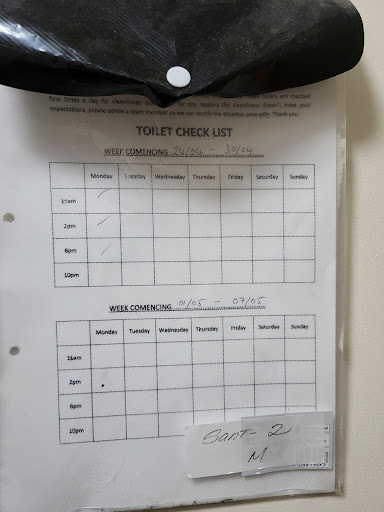 four times a day for cleanliness, for any reasons the cleanliness doesn't meet your
expectations, please advise a team member so we can rectify the situation promptly. Thank you
TOILET CHECK LIST
WEEK COMENCING 24/04 - 30/04
Monday Tuesday Wednesday Thursday Friday Saturday Sunday
11am
2pm
6pm
10pm
WEEK COMENCING 01/05 - 07/05
Monday Tuesday Wednesday Thursday Friday Saturday Sunday
11am
2pm
6pm
10pm
Sant- 2
M